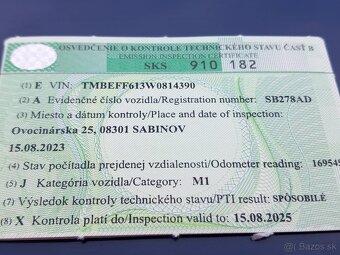 OSVEDČENIE O KONTROLE TECHNICKÉHO STAVU ČASŤ B
EMISSION INSPECTION CERTIFICATE
SKS 910 182
(1) E VIN: TMBEFF613W0814390
(2) A Evidenčné číslo vozidla/Registration number: SB278AD
(3) Miesto a dátum kontroly/Place and date of inspection:
Ovocinárska 25, 08301 SABINOV
15.08.2023
(4) Stav počítadla prejdenej vzdialenosti/Odometer reading: 16954
(5) J Kategória vozidla/Category: M1
(7) Výsledok kontroly technického stavu/PTI result: SPÔSOBILÉ
(8) X Kontrola platí do/Inspection valid to: 15.08.2025
© Bazos.sk